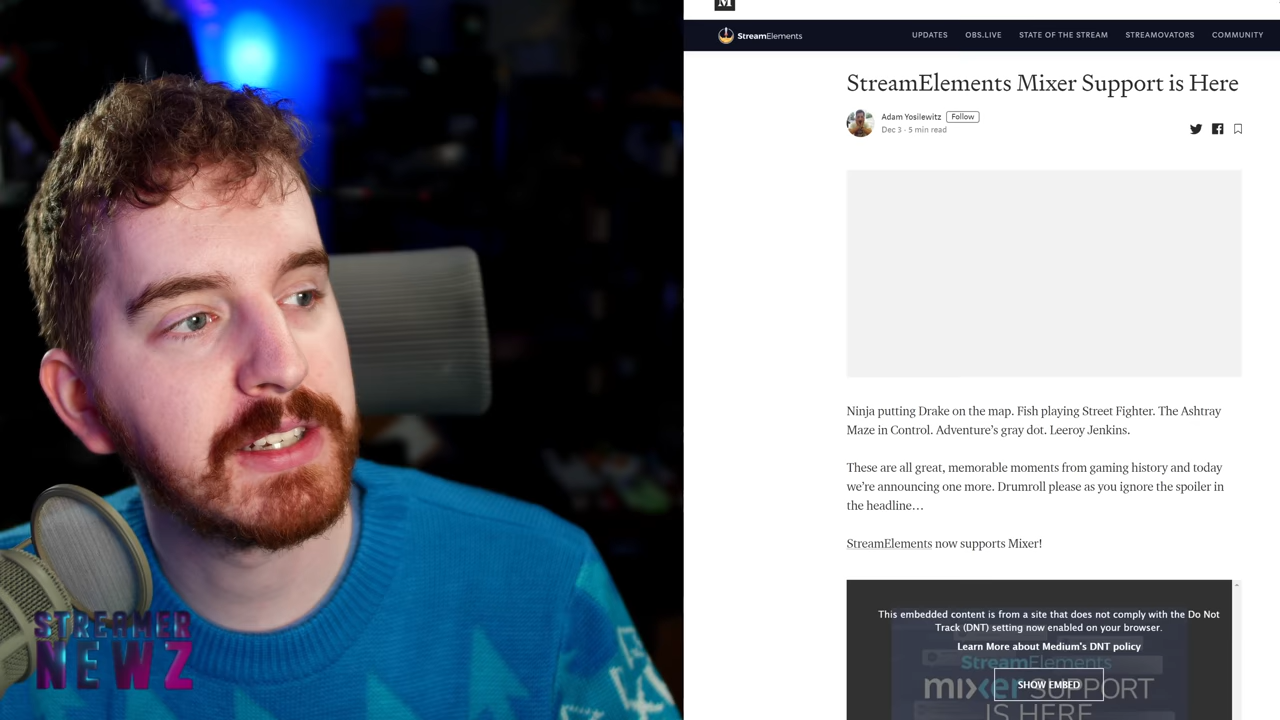 M
StreamElements
UPDATES
OBS.LIVE
STATE OF THE STREAM
STREAMOVATORS
COMMUNITY
StreamElements Mixer Support is Here
Adam Yosilewitz
Follow
Dec 3 · 5 min read
Ninja putting Drake on the map. Fish playing Street Fighter. The Ashtray
Maze in Control. Adventure’s gray dot. Leeroy Jenkins.
These are all great, memorable moments from gaming history and today
we’re announcing one more. Drumroll please as you ignore the spoiler in
the headline…
StreamElements now supports Mixer!
This embedded content is from a site that does not comply with the Do Not
Track (DNT) setting now enabled on your browser.
Learn More about Medium's DNT policy
StreamElements
SHOW EMBED
mixer SUPPORT
IS HERE
STREAMER
NEWZ